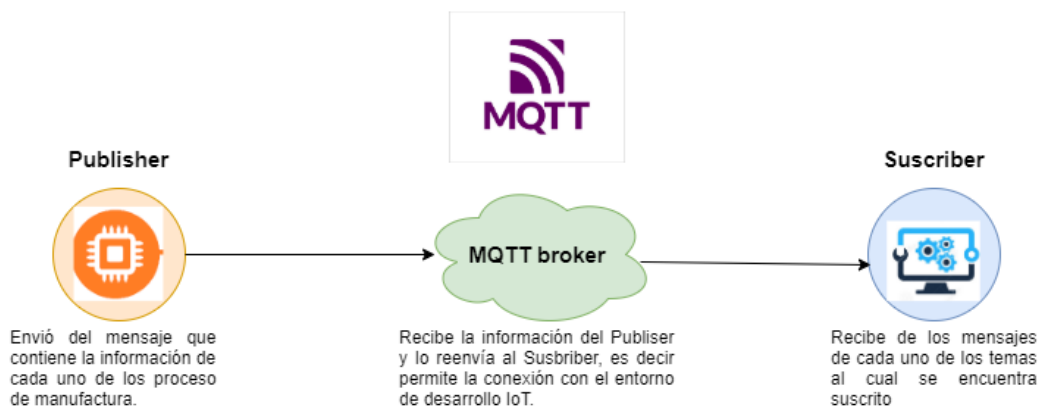 MQTT
Publisher
Suscriber
MQTT broker
Envió del mensaje que
contiene la información de
cada uno de los proceso
de manufactura.
Recibe la información del Publiser
y lo reenvía al Susbriber, es decir
permite la conexión con el entorno
de desarrollo IoT.
Recibe de los mensajes
de cada uno de los temas
al cual se encuentra
suscrito